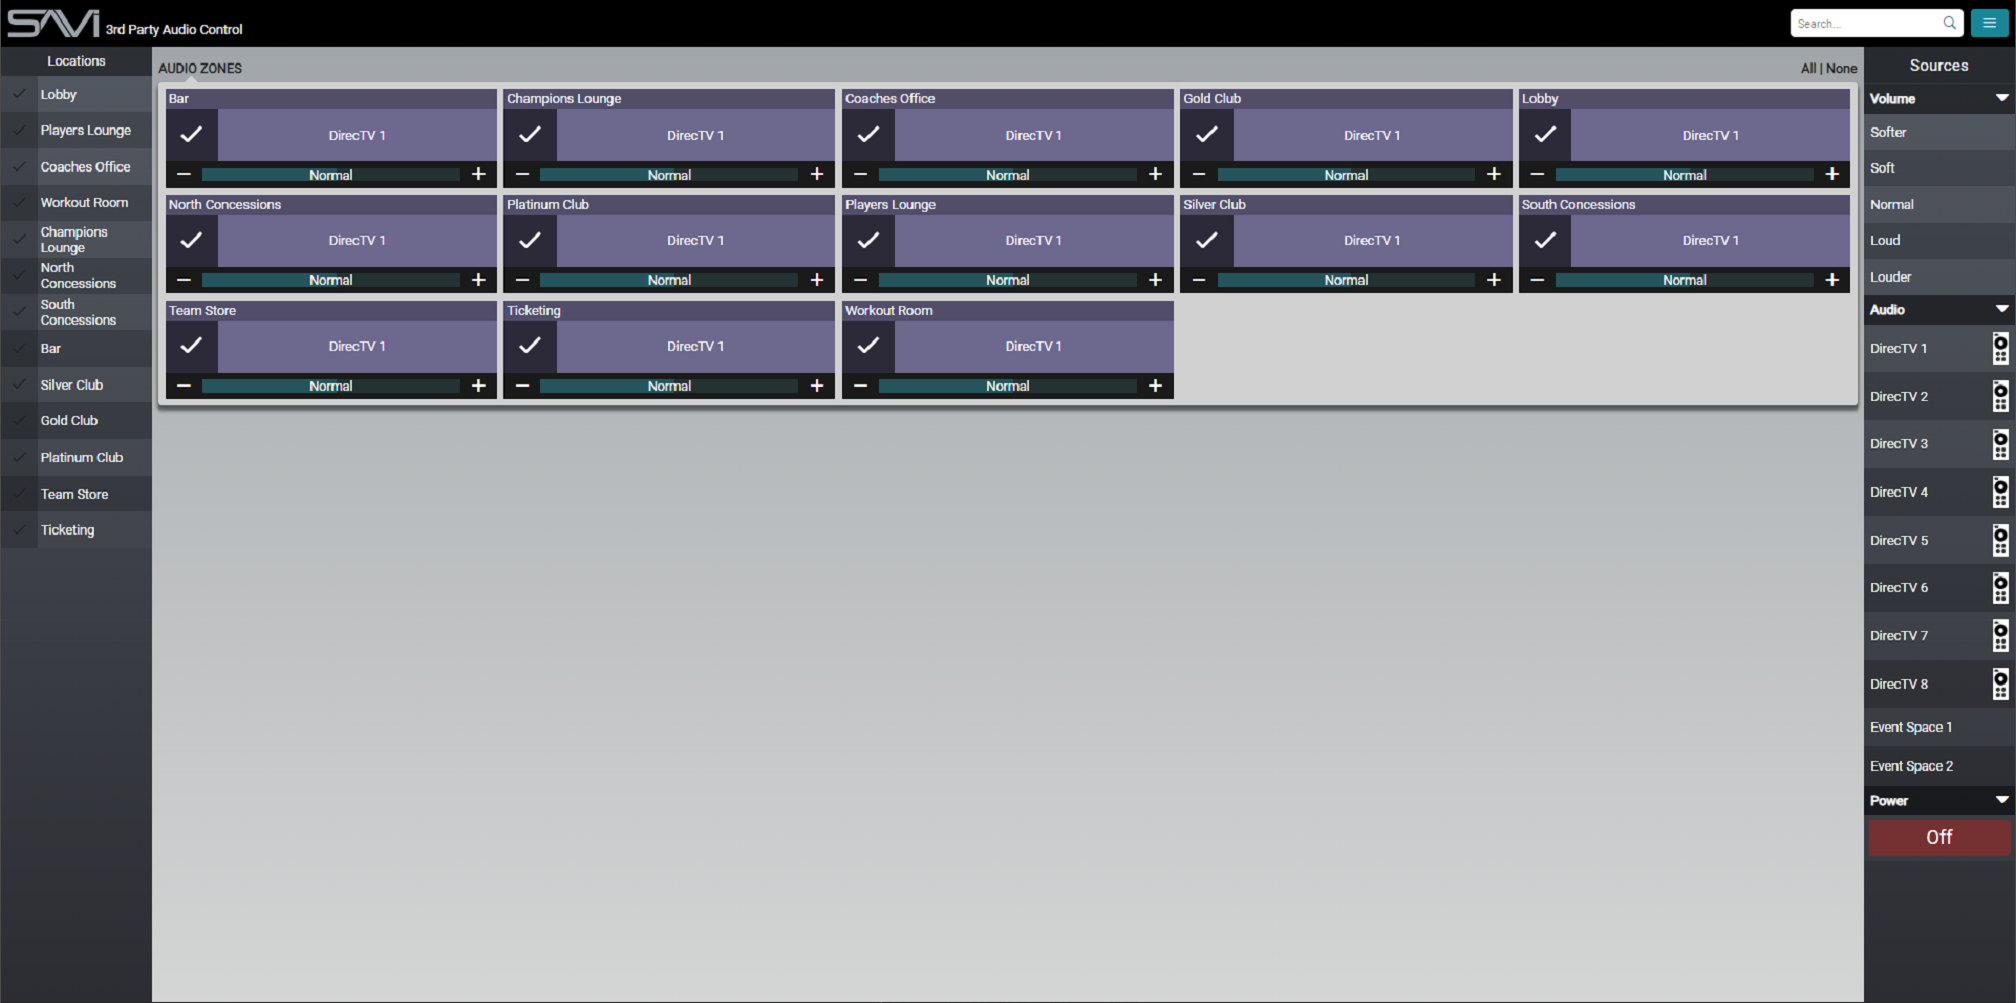 SAVI 3rd Party Audio Control
Search...
Locations
Lobby
Players Lounge
Coaches Office
Workout Room
Champions
Lounge
North
Concessions
South
Concessions
Bar
Silver Club
Gold Club
Platinum Club
Team Store
Ticketing
AUDIO ZONES
All | None
Bar
DirecTV 1
Normal
Champions Lounge
DirecTV 1
Normal
Coaches Office
DirecTV 1
Normal
Gold Club
DirecTV 1
Normal
Lobby
DirecTV 1
Normal
North Concessions
DirecTV 1
Normal
Platinum Club
DirecTV 1
Normal
Players Lounge
DirecTV 1
Normal
Silver Club
DirecTV 1
Normal
South Concessions
DirecTV 1
Normal
Team Store
DirecTV 1
Normal
Ticketing
DirecTV 1
Normal
Workout Room
DirecTV 1
Normal
Sources
Volume
Softer
Soft
Normal
Loud
Louder
Audio
DirecTV 1
DirecTV 2
DirecTV 3
DirecTV 4
DirecTV 5
DirecTV 6
DirecTV 7
DirecTV 8
Event Space 1
Event Space 2
Power
Off